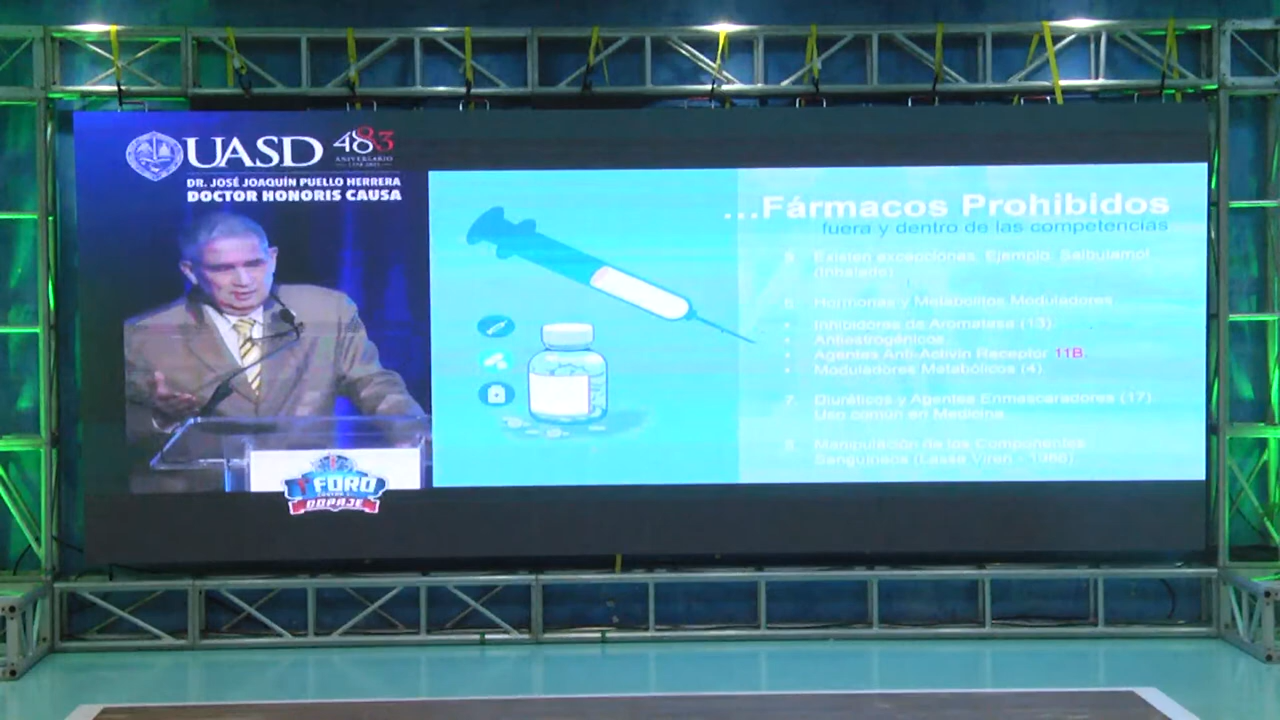 UASD 483
ANIVERSARIO
DR. JOSÉ JOAQUÍN PUELLO HERRERA
DOCTOR HONORIS CAUSA
FORO
DOPAJE
...Fármacos Prohibidos
fuera y dentro de las competencias
Existen excepciones. Ejemplo. Salbutamol
(Inhalado).
6. Hormonas y Metabolitos Moduladores
• Inhibidores de Aromatasa (13).
• Antiestrogénicos.
• Agentes Anti-Activin Receptor 11B.
• Moduladores Metabólicos (4).
7. Diuréticos y Agentes Enmascaradores (17)
Uso común en Medicina
8. Manipulación de los Componentes
Sanguíneos (Lasse Viren -